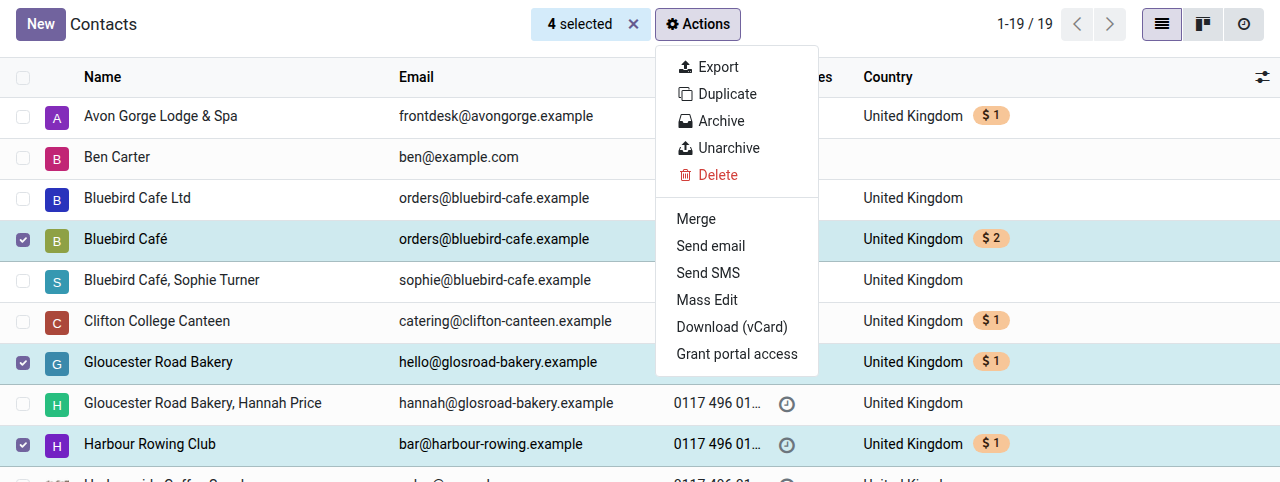 New Contacts 4 selected Actions 1-19 / 19
Name Email es Country
A Avon Gorge Lodge & Spa frontdesk@avongorge.example United Kingdom $ 1
B Ben Carter ben@example.com
B Bluebird Cafe Ltd orders@bluebird-cafe.example United Kingdom
B Bluebird Café orders@bluebird-cafe.example United Kingdom $ 2
S Bluebird Café, Sophie Turner sophie@bluebird-cafe.example United Kingdom
C Clifton College Canteen catering@clifton-canteen.example United Kingdom $ 1
G Gloucester Road Bakery hello@glosroad-bakery.example United Kingdom $ 1
H Gloucester Road Bakery, Hannah Price hannah@glosroad-bakery.example 0117 496 01… United Kingdom
H Harbour Rowing Club bar@harbour-rowing.example 0117 496 01… United Kingdom $ 1
Export
Duplicate
Archive
Unarchive
Delete
Merge
Send email
Send SMS
Mass Edit
Download (vCard)
Grant portal access